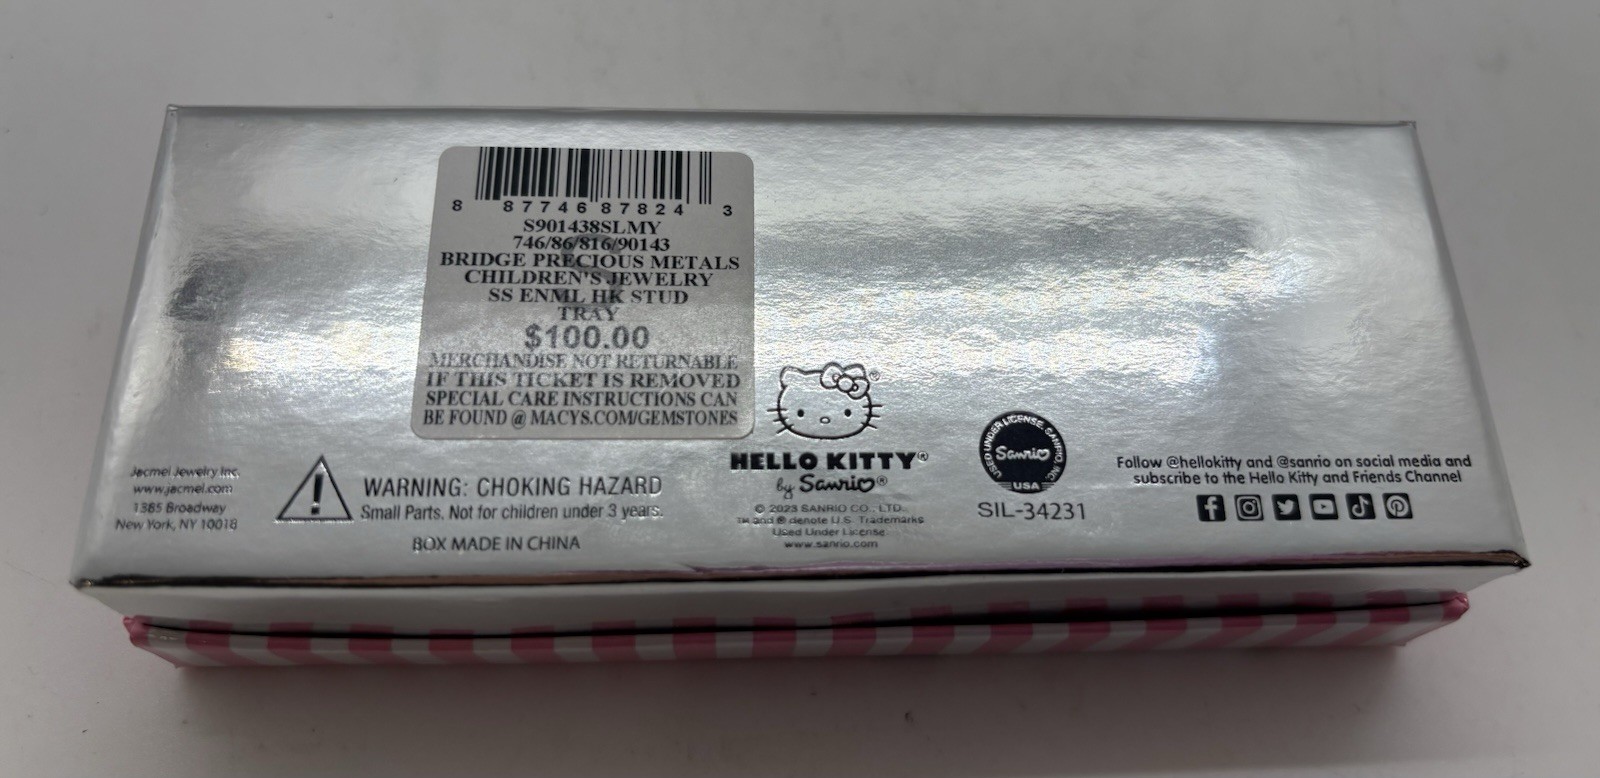 8 87746 87824 3
S901438SLMY
746/86/816/90143
BRIDGE PRECIOUS METALS
CHILDREN'S JEWELRY
SS ENML HK STUD
TRAY
$100.00
MERCHANDISE NOT RETURNABLE
IF THIS TICKET IS REMOVED
SPECIAL CARE INSTRUCTIONS CAN
BE FOUND @ MACYS.COM/GEMSTONES
Jacmel Jewelry Inc.
www.jacmel.com
1385 Broadway
New York, NY 10018
WARNING: CHOKING HAZARD
Small Parts. Not for children under 3 years.
BOX MADE IN CHINA
®
HELLO KITTY®
by Sanrio®
© 2023 SANRIO CO., LTD.
TM and ® denote U.S. Trademarks
Used Under License
www.sanrio.com
USED UNDER LICENSE. SANRIO, INC.
Sanrio
USA
SIL-34231
Follow @hellokitty and @sanrio on social media and
subscribe to the Hello Kitty and Friends Channel